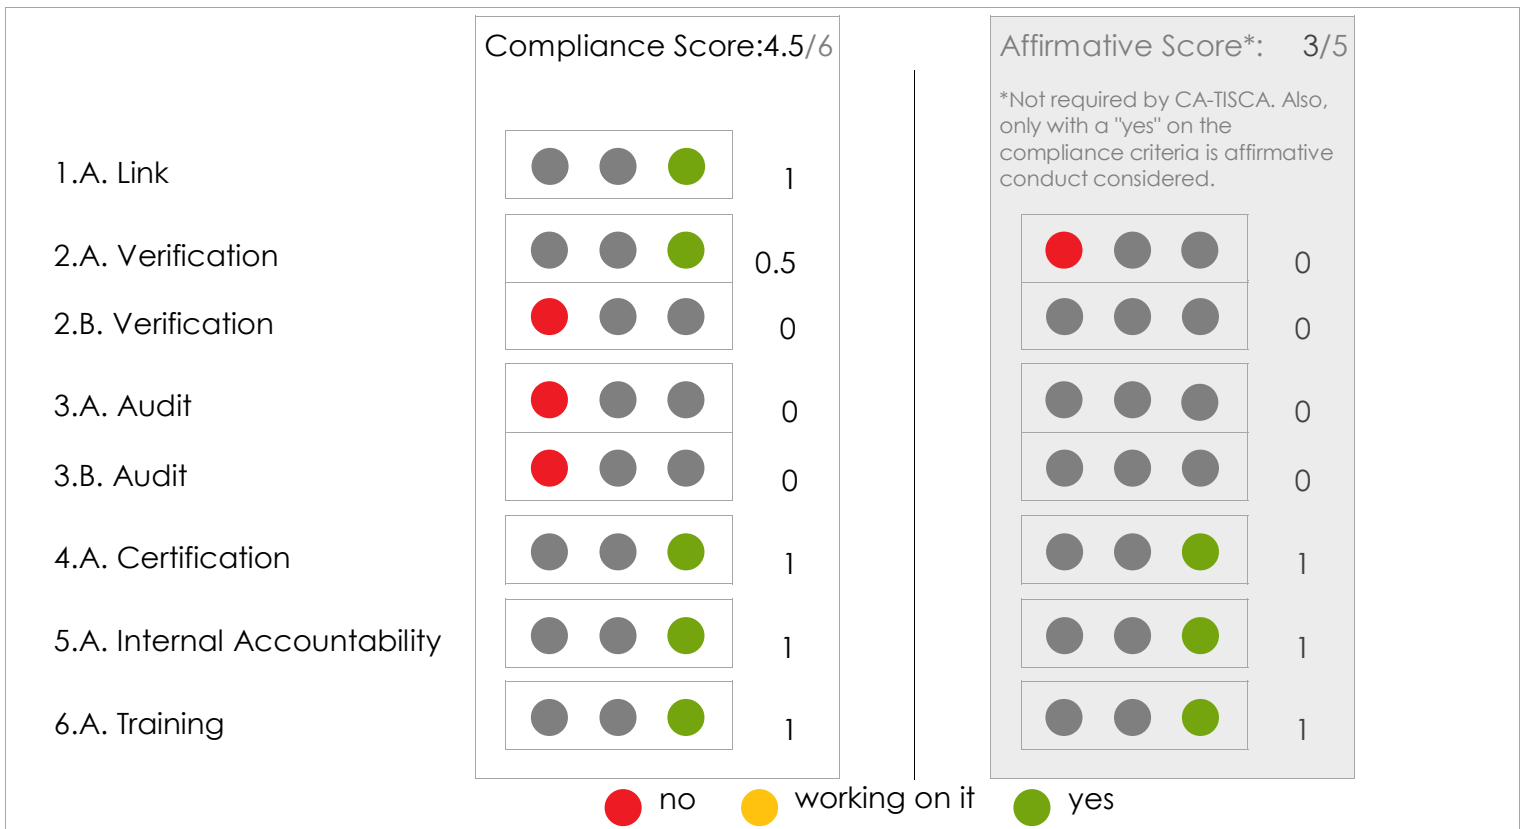 Compliance Score:4.5/6
Affirmative Score*: 3/5
*Not required by CA-TISCA. Also,
only with a "yes" on the
compliance criteria is affirmative
conduct considered.
1.A. Link 1
2.A. Verification 0.5 0
2.B. Verification 0 0
3.A. Audit 0 0
3.B. Audit 0 0
4.A. Certification 1 1
5.A. Internal Accountability 1 1
6.A. Training 1 1
no working on it yes